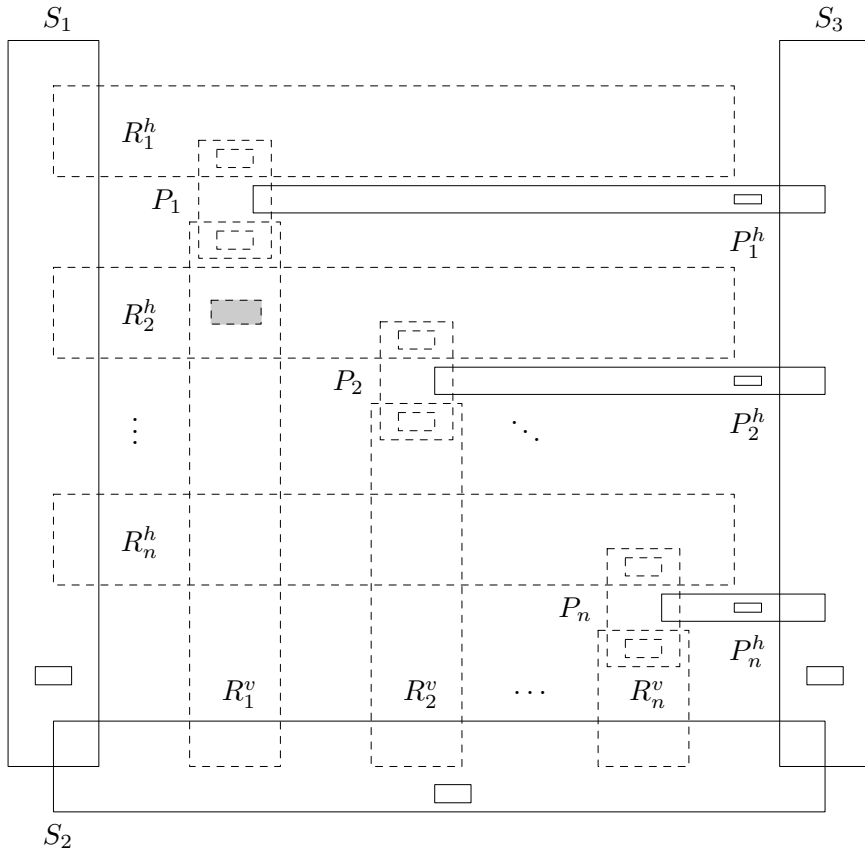 S_1 S_3
R_1^h
P_1
P_1^h
R_2^h
P_2
⋮ ⋱ P_2^h
R_n^h
P_n
P_n^h
R_1^v R_2^v ⋯ R_n^v
S_2